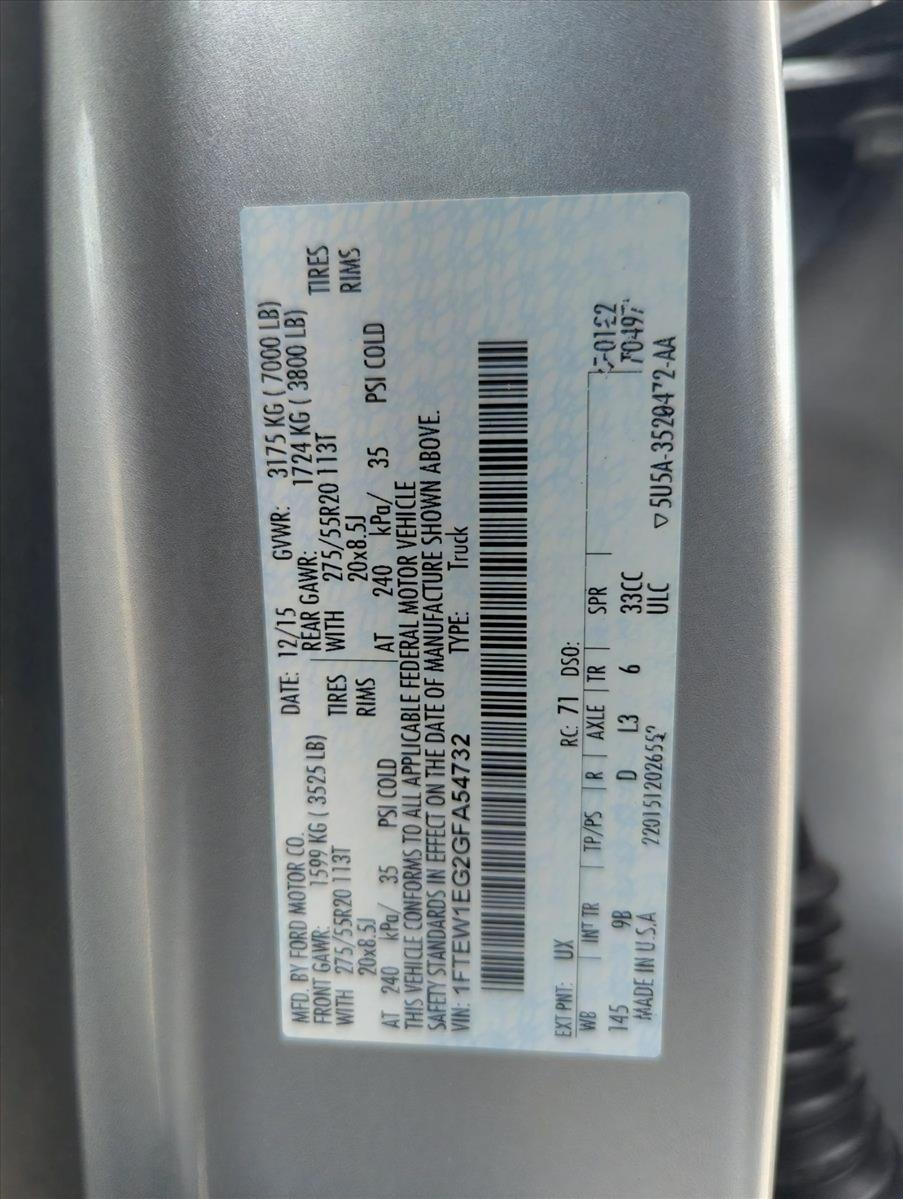 MFD. BY FORD MOTOR CO. DATE: 12/15 GVWR: 3175 KG ( 7000 LB)
FRONT GAWR: 1599 KG ( 3525 LB) REAR GAWR: 1724 KG ( 3800 LB)
WITH 275/55R20 113T TIRES WITH 275/55R20 113T TIRES
20x8.5J RIMS 20x8.5J RIMS
AT 240 kPa/ 35 PSI COLD AT 240 kPa/ 35 PSI COLD
THIS VEHICLE CONFORMS TO ALL APPLICABLE FEDERAL MOTOR VEHICLE
SAFETY STANDARDS IN EFFECT ON THE DATE OF MANUFACTURE SHOWN ABOVE.
VIN: 1FTEW1EG2GFA54732 TYPE: Truck
EXT PNT: UX RC: 71 DSO:
WB INT TR TP/PS R AXLE TR SPR
145 9B D L3 6 33CC
MADE IN U.S.A ULC
▽5U5A-3520472-AA